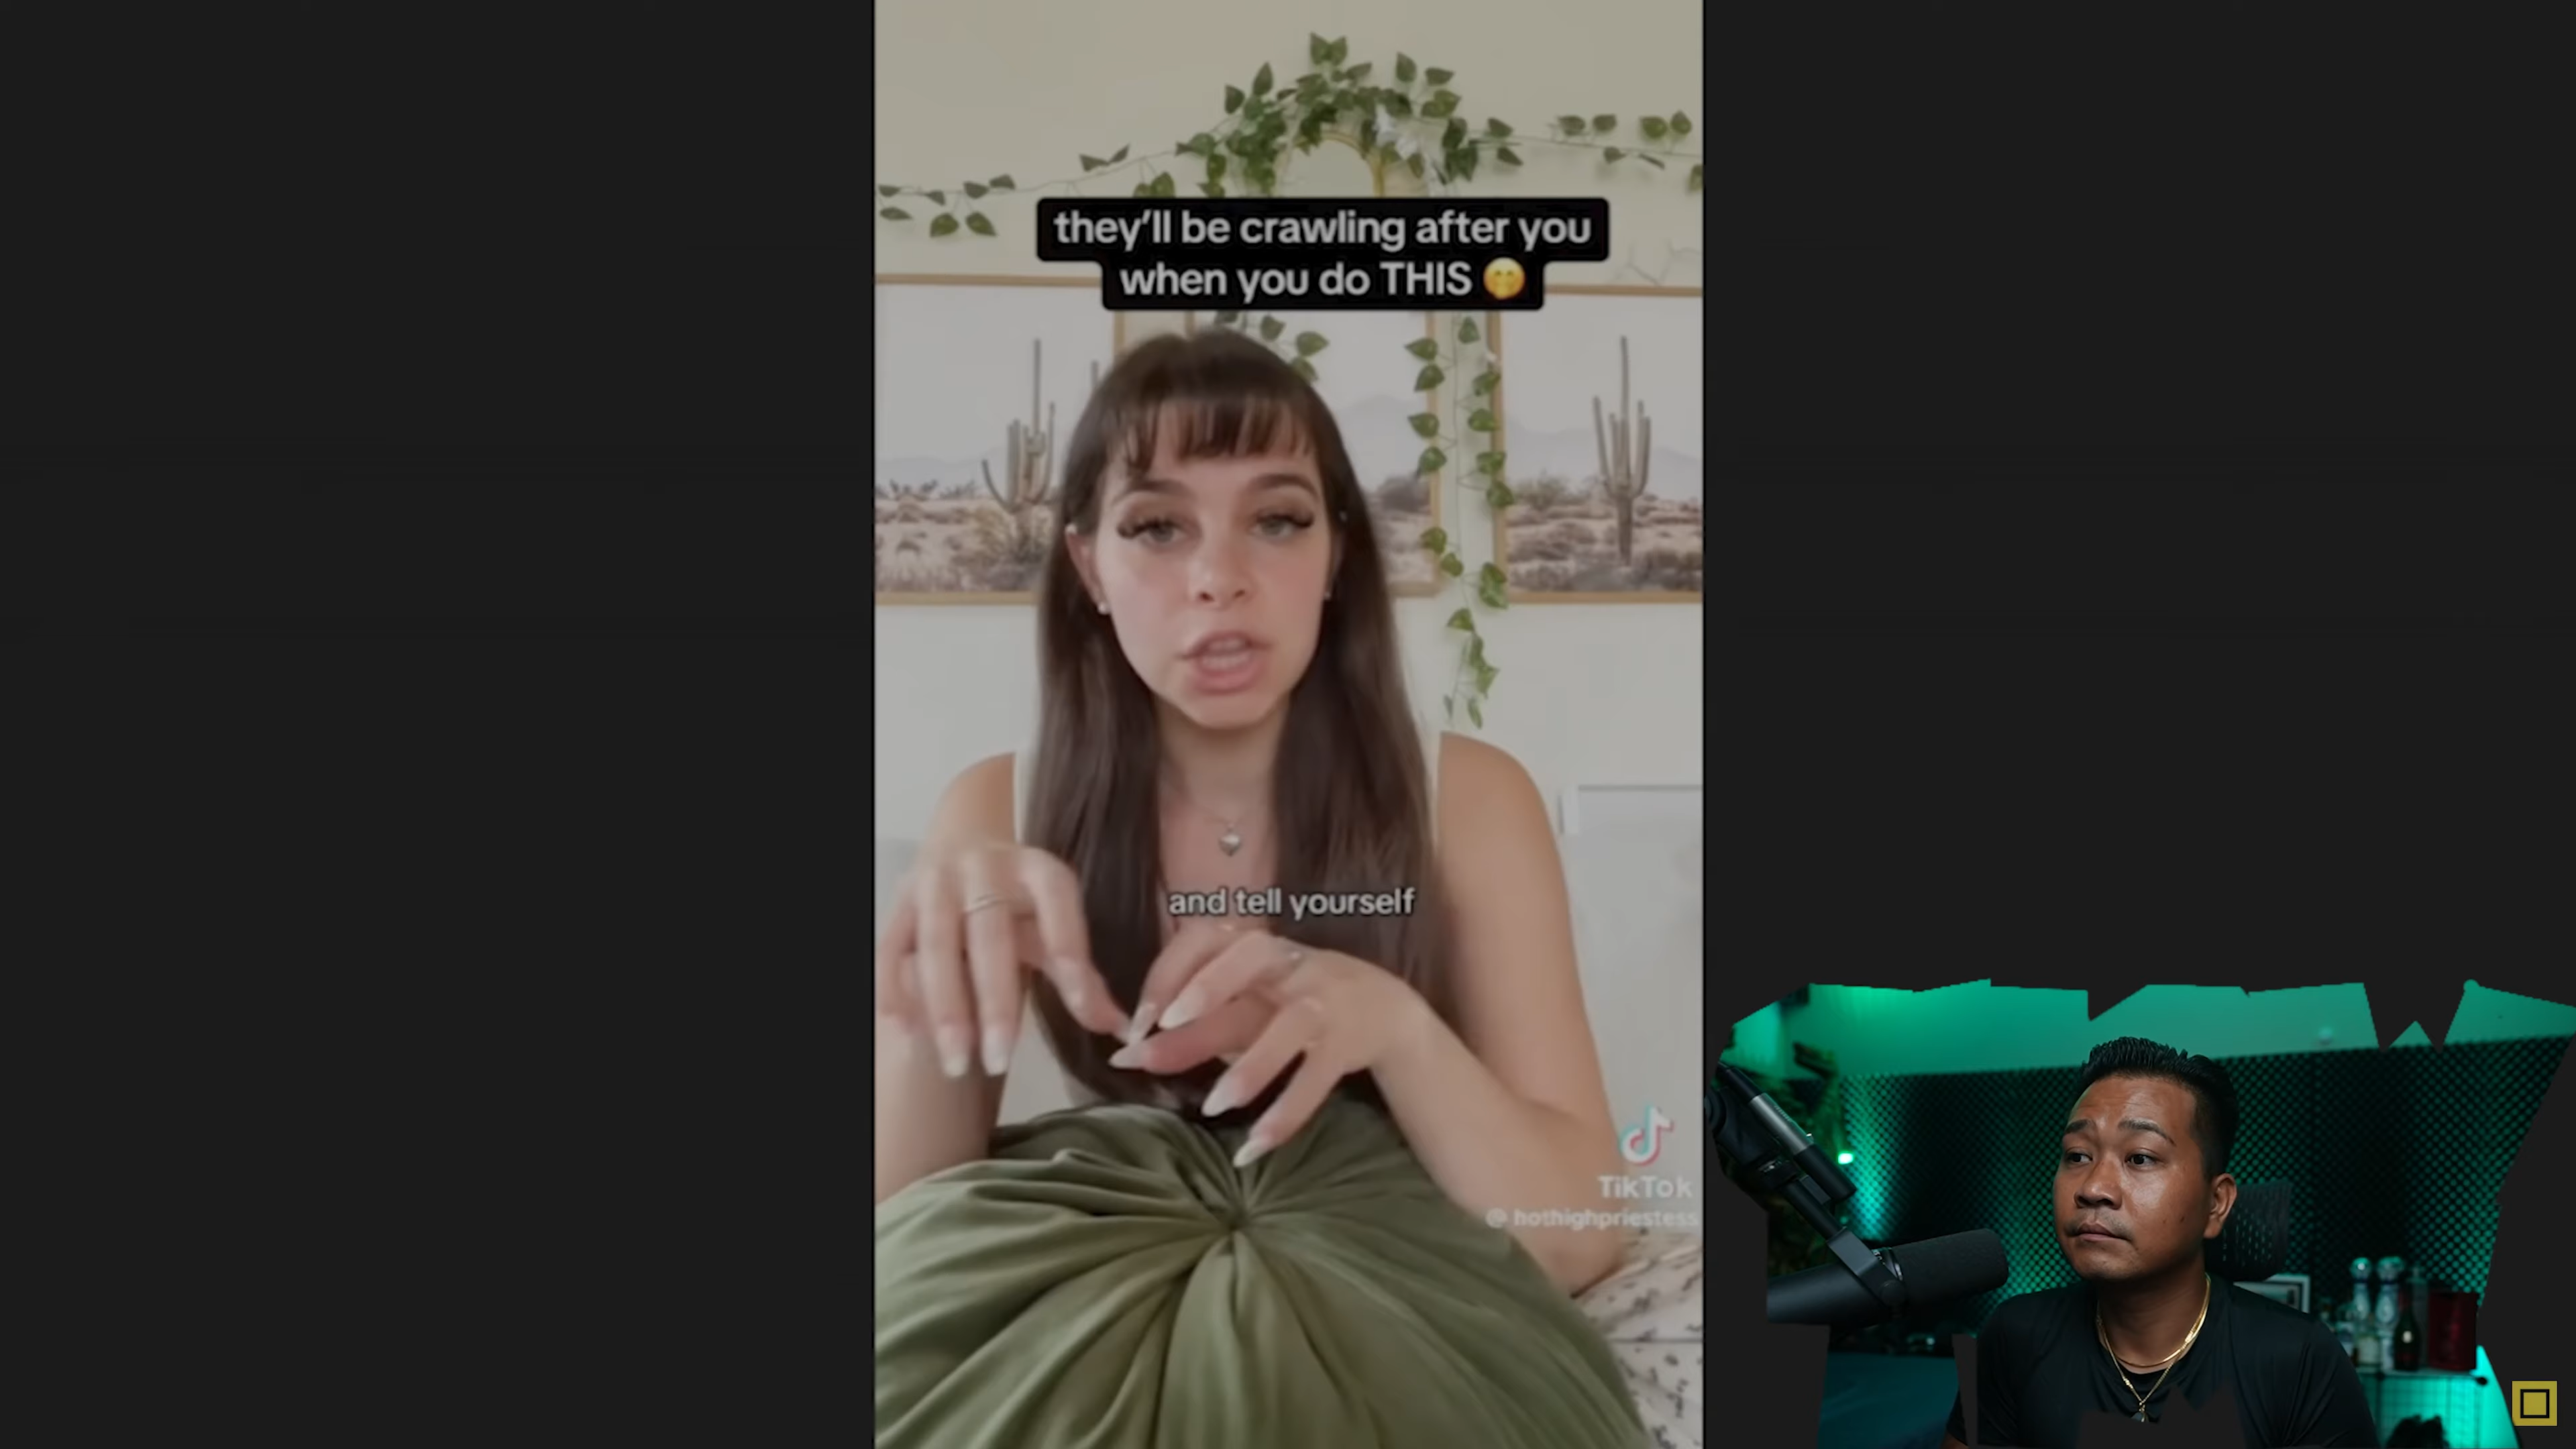 they'll be crawling after you
when you do THIS 🤭
and tell yourself
TikTok
@ hothighpriestess